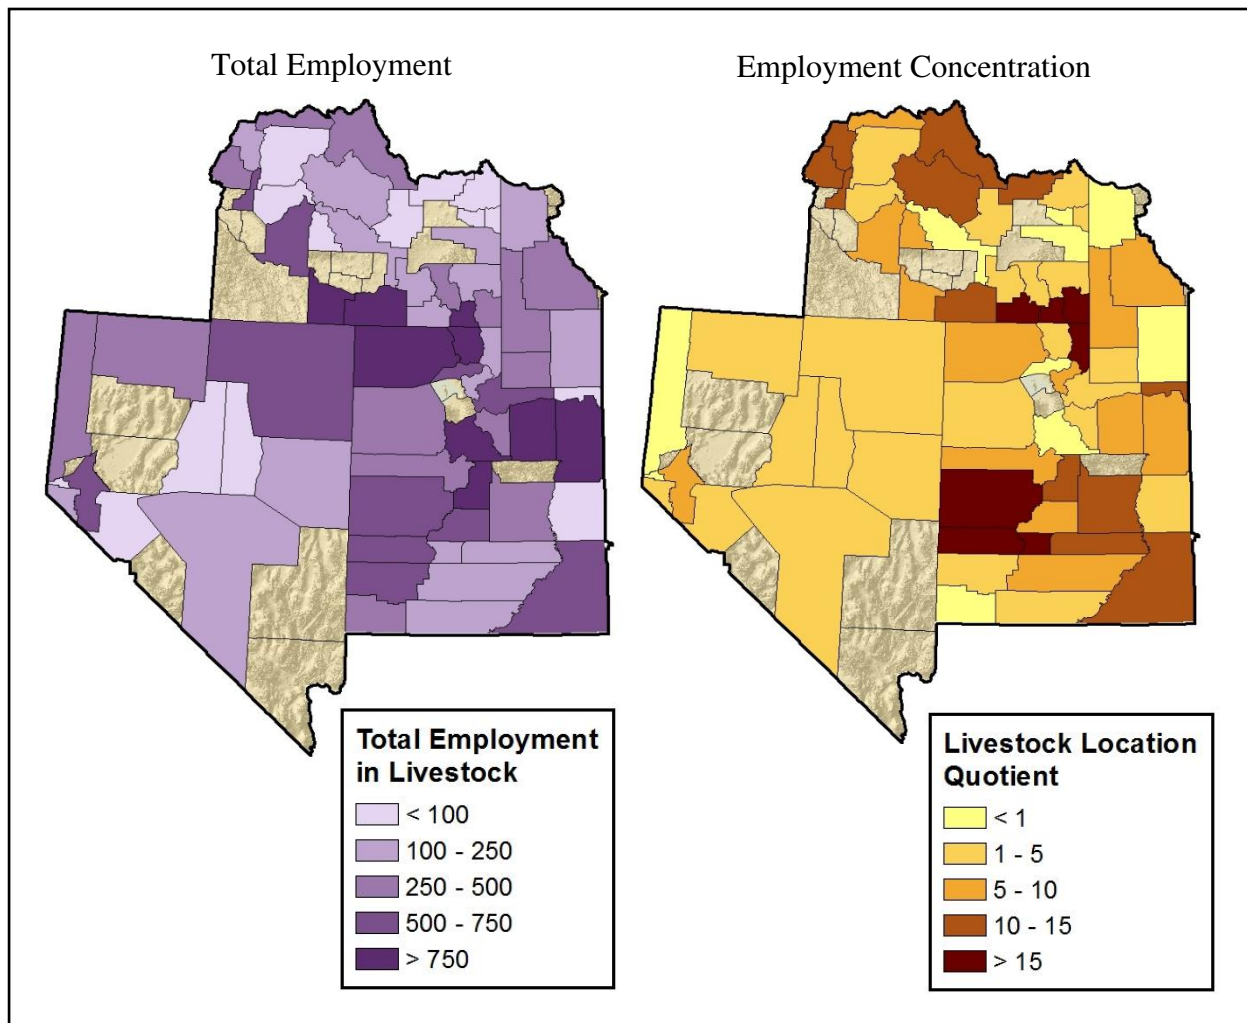 Total Employment
Employment Concentration
Total Employment
in Livestock
< 100
100 - 250
250 - 500
500 - 750
> 750
Livestock Location
Quotient
< 1
1 - 5
5 - 10
10 - 15
> 15